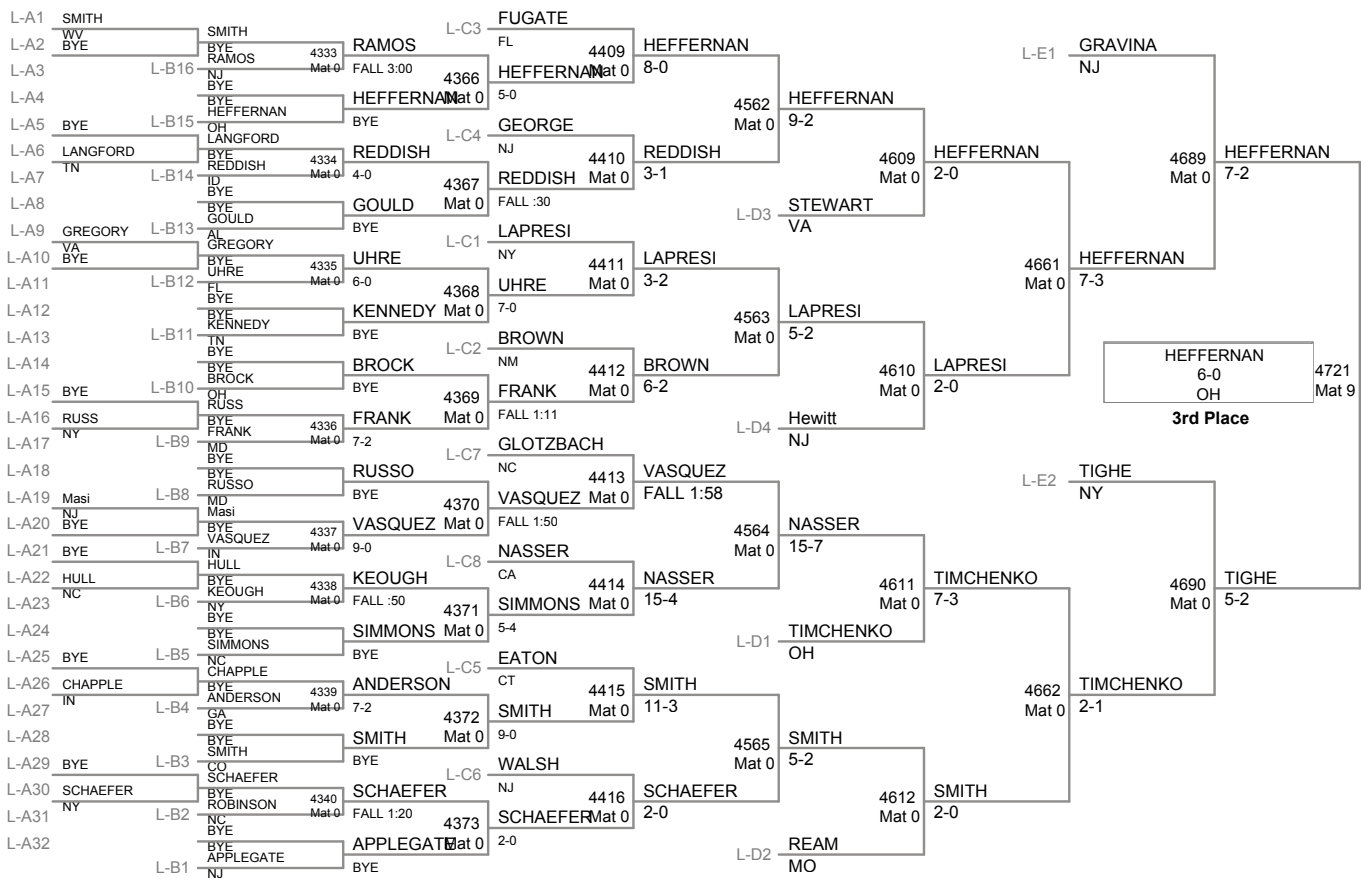 L-A1 SMITH
WV
L-A2 BYE
L-A3
L-A4
L-A5 BYE
L-A6 LANGFORD
TN
L-A7
L-A8
L-A9 GREGORY
VA
L-A10 BYE
L-A11
L-A12
L-A13
L-A14
L-A15 BYE
L-A16 RUSS
NY
L-A17
L-A18
L-A19 Masi
NJ
L-A20 BYE
L-A21 BYE
L-A22 HULL
NC
L-A23
L-A24
L-A25 BYE
L-A26 CHAPPLE
IN
L-A27
L-A28
L-A29 BYE
L-A30 SCHAEFER
NY
L-A31
L-A32
SMITH
BYE
L-B16 RAMOS
NJ
BYE
BYE
L-B15 HEFFERNAN
OH
LANGFORD
BYE
L-B14 REDDISH
ID
BYE
BYE
L-B13 GOULD
AL
GREGORY
BYE
L-B12 UHRE
FL
BYE
BYE
L-B11 KENNEDY
TN
BYE
BYE
L-B10 BROCK
OH
RUSS
BYE
L-B9 FRANK
MD
BYE
BYE
L-B8 RUSSO
MD
Masi
BYE
L-B7 VASQUEZ
IN
HULL
BYE
L-B6 KEOUGH
NY
BYE
BYE
L-B5 SIMMONS
NC
CHAPPLE
BYE
L-B4 ANDERSON
GA
BYE
BYE
L-B3 SMITH
CO
SCHAEFER
BYE
L-B2 ROBINSON
NC
BYE
BYE
L-B1 APPLEGATE
NJ
4333
Mat 0
RAMOS
FALL 3:00
HEFFERNAN
BYE
4334
Mat 0
REDDISH
4-0
GOULD
BYE
4335
Mat 0
UHRE
6-0
KENNEDY
BYE
BROCK
BYE
4336
Mat 0
FRANK
7-2
RUSSO
BYE
4337
Mat 0
VASQUEZ
9-0
4338
Mat 0
KEOUGH
FALL :50
SIMMONS
BYE
4339
Mat 0
ANDERSON
7-2
SMITH
BYE
4340
Mat 0
SCHAEFER
FALL 1:20
APPLEGATE
BYE
L-C3 FUGATE
FL
4366
Mat 0
HEFFERNAN
5-0
L-C4 GEORGE
NJ
4367
Mat 0
REDDISH
FALL :30
L-C1 LAPRESI
NY
4368
Mat 0
UHRE
7-0
L-C2 BROWN
NM
4369
Mat 0
FRANK
FALL 1:11
L-C7 GLOTZBACH
NC
4370
Mat 0
VASQUEZ
FALL 1:50
L-C8 NASSER
CA
4371
Mat 0
SIMMONS
5-4
L-C5 EATON
CT
4372
Mat 0
SMITH
9-0
L-C6 WALSH
NJ
4373
Mat 0
SCHAEFER
2-0
4409
Mat 0
HEFFERNAN
8-0
4410
Mat 0
REDDISH
3-1
4411
Mat 0
LAPRESI
3-2
4412
Mat 0
BROWN
6-2
4413
Mat 0
VASQUEZ
FALL 1:58
4414
Mat 0
NASSER
15-4
4415
Mat 0
SMITH
11-3
4416
Mat 0
SCHAEFER
2-0
4562
Mat 0
HEFFERNAN
9-2
L-D3 STEWART
VA
4563
Mat 0
LAPRESI
5-2
L-D4 Hewitt
NJ
4564
Mat 0
NASSER
15-7
L-D1 TIMCHENKO
OH
4565
Mat 0
SMITH
5-2
L-D2 REAM
MO
4609
Mat 0
HEFFERNAN
2-0
4610
Mat 0
LAPRESI
2-0
4611
Mat 0
TIMCHENKO
7-3
4612
Mat 0
SMITH
2-0
L-E1 GRAVINA
NJ
4661
Mat 0
HEFFERNAN
7-3
L-E2 TIGHE
NY
4662
Mat 0
TIMCHENKO
2-1
4689
Mat 0
HEFFERNAN
7-2
4690
Mat 0
TIGHE
5-2
HEFFERNAN
6-0
OH
4721
Mat 9
3rd Place